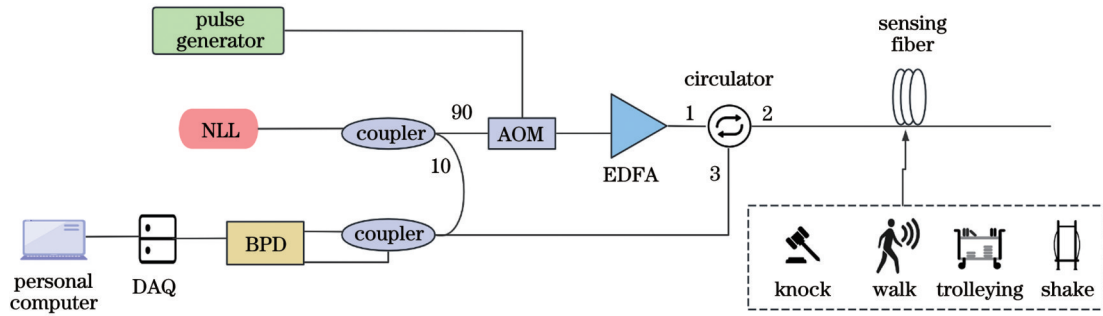 pulse
generator
sensing
fiber
circulator
NLL
coupler
90
AOM
EDFA
1
2
3
10
coupler
BPD
DAQ
personal
computer
knock
walk
trolleying
shake